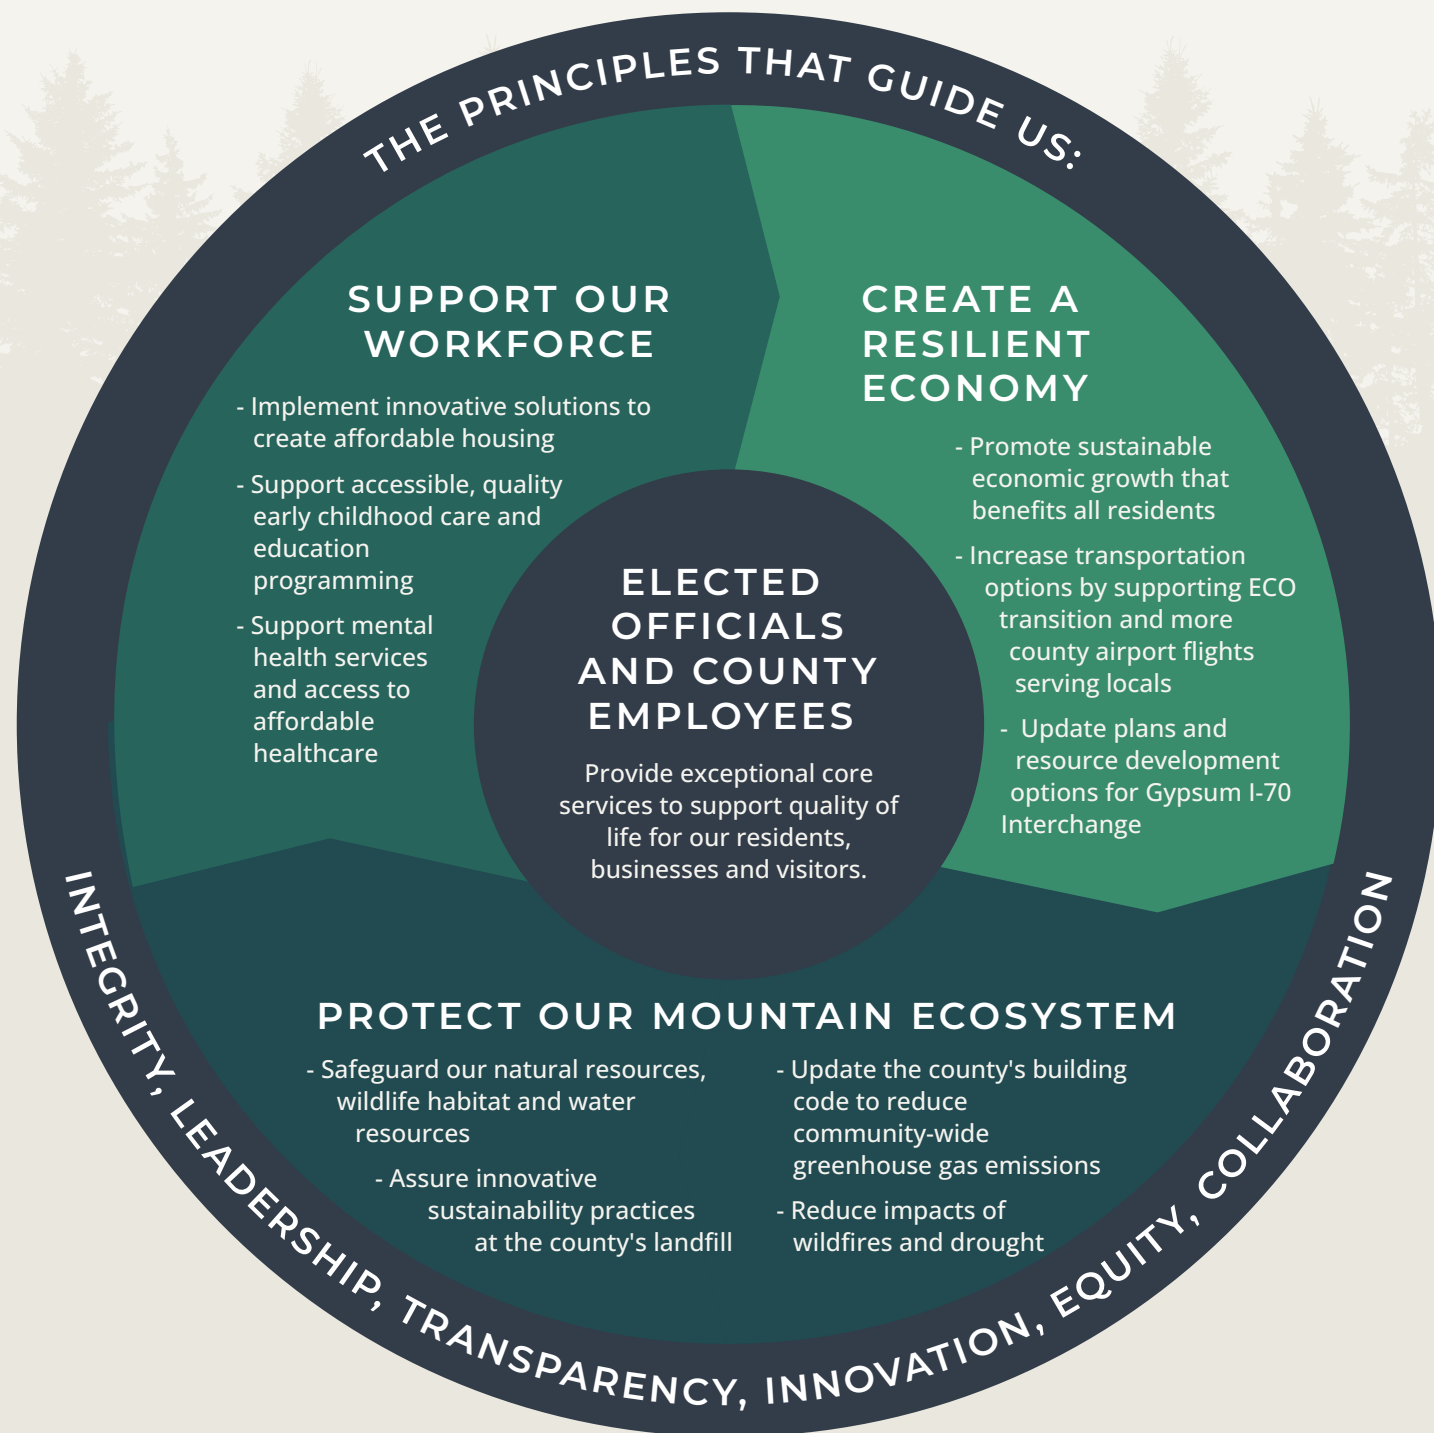 THE PRINCIPLES THAT GUIDE US:
SUPPORT OUR
WORKFORCE
- Implement innovative solutions to
create affordable housing
- Support accessible, quality
early childhood care and
education
programming
- Support mental
health services
and access to
affordable
healthcare
CREATE A
RESILIENT
ECONOMY
- Promote sustainable
economic growth that
benefits all residents
- Increase transportation
options by supporting ECO
transition and more
county airport flights
serving locals
- Update plans and
resource development
options for Gypsum I-70
Interchange
ELECTED
OFFICIALS
AND COUNTY
EMPLOYEES
Provide exceptional core
services to support quality of
life for our residents,
businesses and visitors.
PROTECT OUR MOUNTAIN ECOSYSTEM
- Safeguard our natural resources,
wildlife habitat and water
resources
- Assure innovative
sustainability practices
at the county's landfill
- Update the county's building
code to reduce
community-wide
greenhouse gas emissions
- Reduce impacts of
wildfires and drought
INTEGRITY, LEADERSHIP, TRANSPARENCY, INNOVATION, EQUITY, COLLABORATION